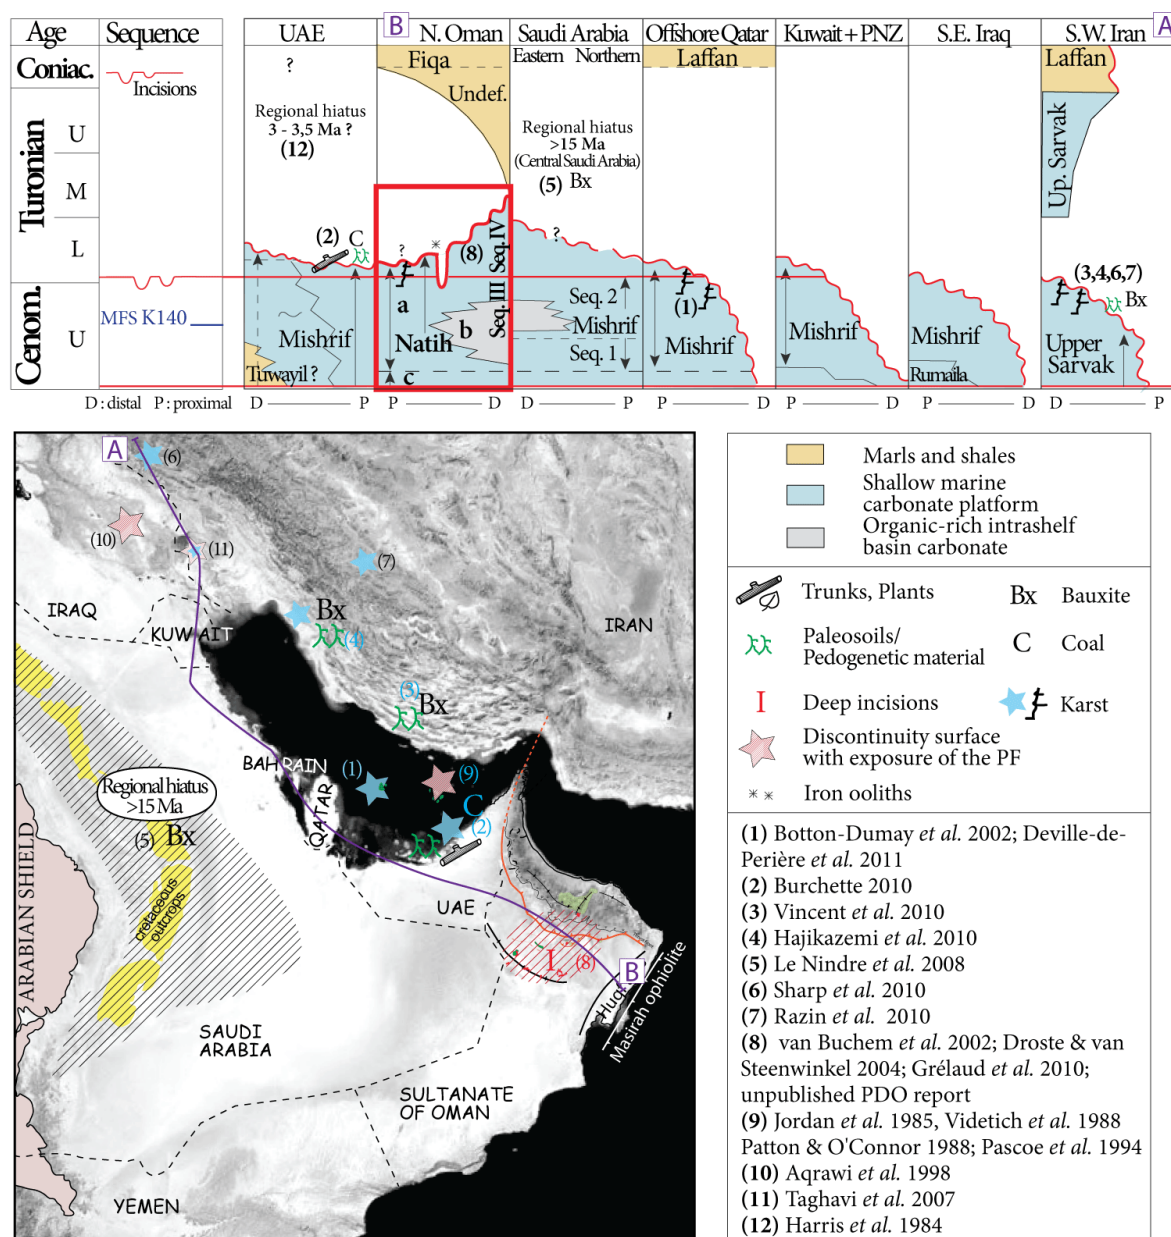 B
A
Age
Sequence
UAE
N. Oman
Saudi Arabia
Offshore Qatar
Kuwait + PNZ
S.E. Iraq
S.W. Iran
Eastern Northern
Coniac.
Turonian
U
M
L
Cenom.
U
Incisions
MFS K140
?
Regional hiatus
3 - 3,5 Ma ?
(12)
(2) C
Mishrif
Tuwayil ?
Fiqa
Undef.
?
(8)
Seq. IV
Seq. III
a
b
Natih
c
Regional hiatus
>15 Ma
(Central Saudi Arabia)
(5) Bx
?
Seq. 2
Mishrif
Seq. 1
Laffan
(1)
Mishrif
Mishrif
Mishrif
Rumaïla
Laffan
Up. Sarvak
(3,4,6,7)
Bx
Upper
Sarvak
D : distal P : proximal
D P
P D
D P
P D
D P
D P
D P
A
(6)
(10)
(11)
(7)
IRAQ
KUWAIT
Bx
(4)
IRAN
(3)
Bx
BAHRAIN
(1)
(9)
QATAR
C
(2)
Regional hiatus
>15 Ma
(5) Bx
cretaceous
outcrops
ARABIAN SHIELD
UAE
I
(8)
B
Huqf
Masirah ophiolite
SAUDI
ARABIA
SULTANATE
OF OMAN
YEMEN
Marls and shales
Shallow marine
carbonate platform
Organic-rich intrashelf
basin carbonate
Trunks, Plants
Bx Bauxite
Paleosoils/
Pedogenetic material
C Coal
I Deep incisions
Karst
Discontinuity surface
with exposure of the PF
Iron ooliths
(1) Botton-Dumay et al. 2002; Deville-de-
Perière et al. 2011
(2) Burchette 2010
(3) Vincent et al. 2010
(4) Hajikazemi et al. 2010
(5) Le Nindre et al. 2008
(6) Sharp et al. 2010
(7) Razin et al. 2010
(8) van Buchem et al. 2002; Droste & van
Steenwinkel 2004; Grélaud et al. 2010;
unpublished PDO report
(9) Jordan et al. 1985, Videtich et al. 1988
Patton & O'Connor 1988; Pascoe et al. 1994
(10) Aqrawi et al. 1998
(11) Taghavi et al. 2007
(12) Harris et al. 1984